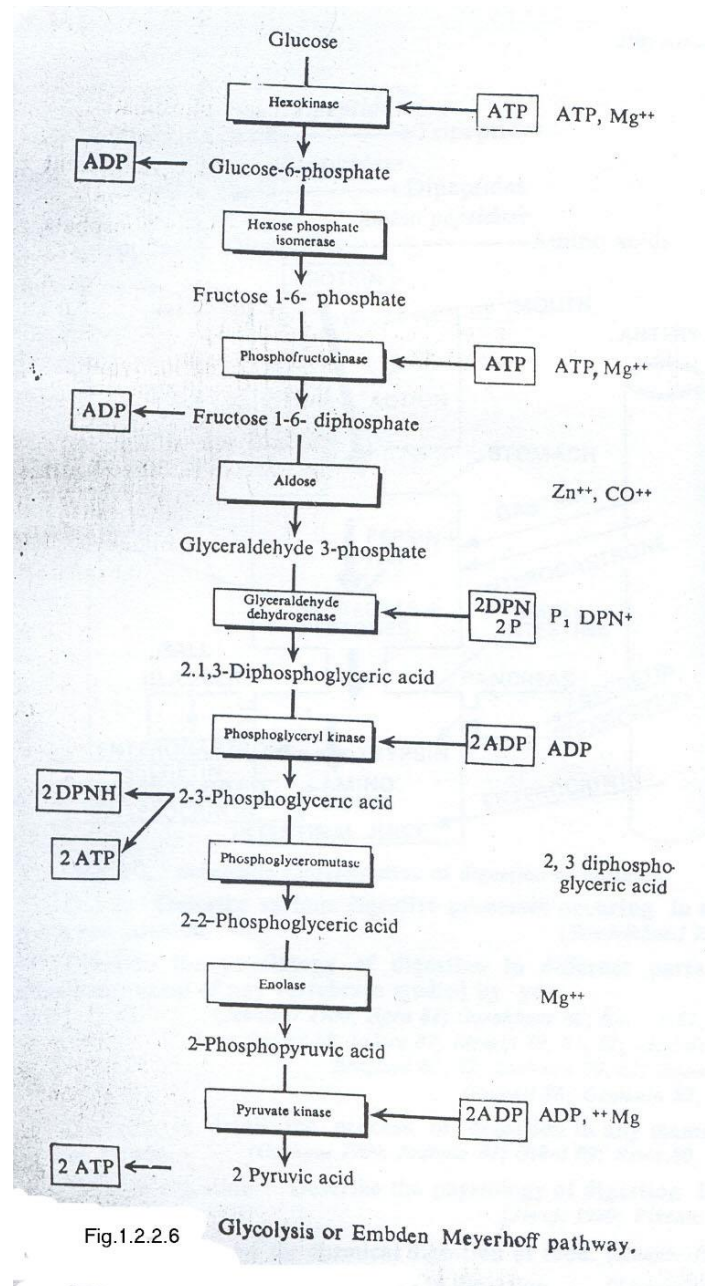 Glucose
Hexokinase
ATP
ATP, Mg++
ADP
Glucose-6-phosphate
Hexose phosphate
isomerase
Fructose 1-6- phosphate
Phosphofructokinase
ATP
ATP, Mg++
ADP
Fructose 1-6- diphosphate
Aldose
Zn++, CO++
Glyceraldehyde 3-phosphate
Glyceraldehyde
dehydrogenase
2DPN
2P
P1 DPN+
2.1,3-Diphosphoglyceric acid
Phosphoglyceryl kinase
2 ADP
ADP
2 DPNH
2-3-Phosphoglyceric acid
2 ATP
Phosphoglyceromutase
2, 3 diphospho-
glyceric acid
2-2-Phosphoglyceric acid
Enolase
Mg++
2-Phosphopyruvic acid
Pyruvate kinase
2ADP
ADP, ++Mg
2 ATP
2 Pyruvic acid
Fig.1.2.2.6
Glycolysis or Embden Meyerhoff pathway.